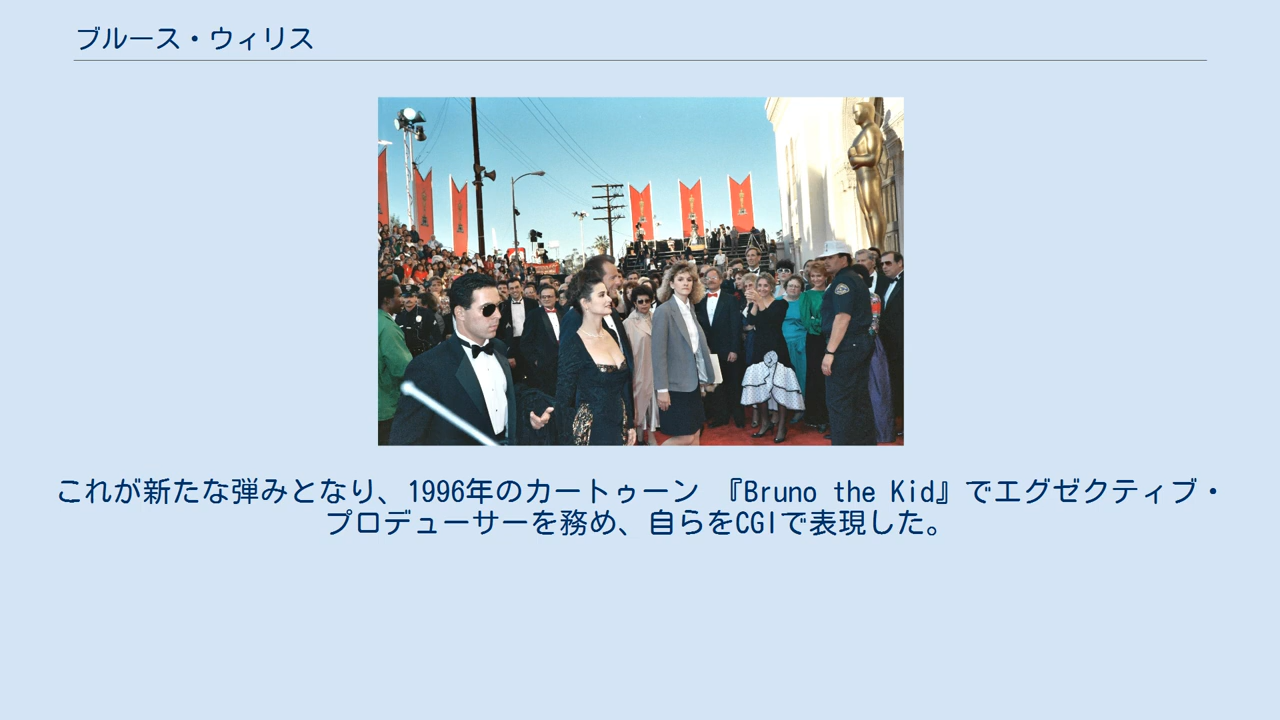 ブルース・ウィリス
これが新たな弾みとなり、1996年のカートゥーン 『Bruno the Kid』でエグゼクティブ・
プロデューサーを務め、自らをCGIで表現した。